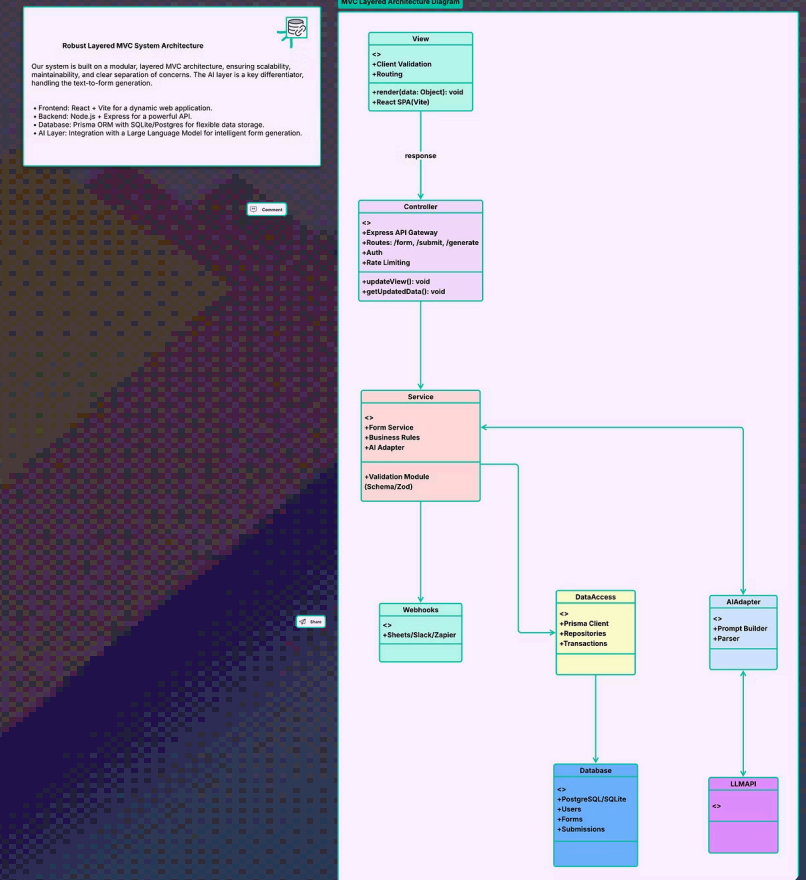 MVC Layered Architecture Diagram
Robust Layered MVC System Architecture
Our system is built on a modular, layered MVC architecture, ensuring scalability,
maintainability, and clear separation of concerns. The AI layer is a key differentiator,
handling the text-to-form generation.
• Frontend: React + Vite for a dynamic web application.
• Backend: Node.js + Express for a powerful API.
• Database: Prisma ORM with SQLite/Postgres for flexible data storage.
• AI Layer: Integration with a Large Language Model for intelligent form generation.
Comment
Share
View
<>
+Client Validation
+Routing
+render(data: Object): void
+React SPA(Vite)
response
Controller
<>
+Express API Gateway
+Routes: /form, /submit, /generate
+Auth
+Rate Limiting
+updateView(): void
+getUpdatedData(): void
Service
<>
+Form Service
+Business Rules
+AI Adapter
+Validation Module
(Schema/Zod)
Webhooks
<>
+Sheets/Slack/Zapier
DataAccess
<>
+Prisma Client
+Repositories
+Transactions
AIAdapter
<>
+Prompt Builder
+Parser
Database
<>
+PostgreSQL/SQLite
+Users
+Forms
+Submissions
LLMAPI
<>